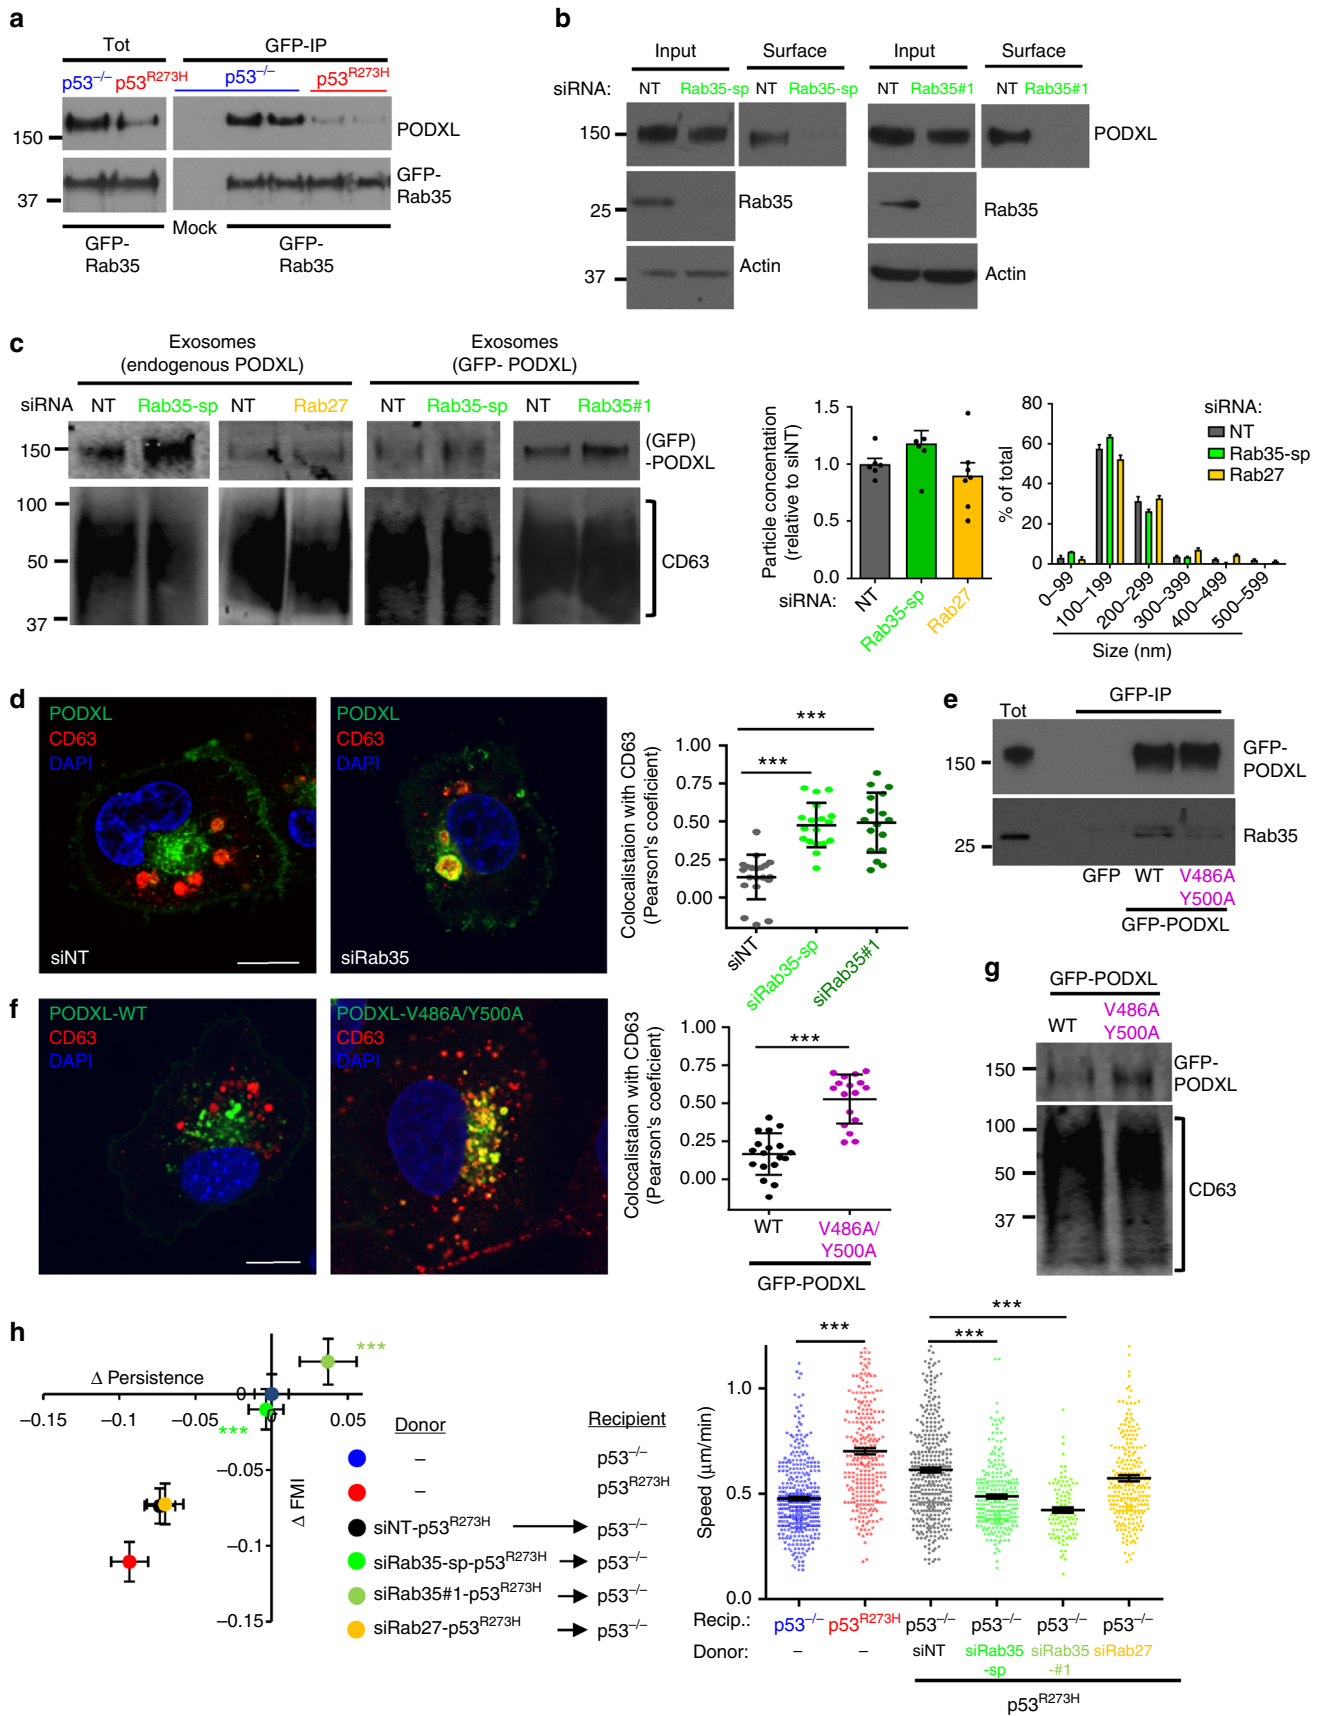 a
Tot GFP-IP
p53–/– p53R273H p53–/– p53R273H
150
PODXL
37
GFP-
Rab35
Mock
GFP-
Rab35
GFP-
Rab35
b
Input Surface Input Surface
siRNA: NT Rab35-sp NT Rab35-sp NT Rab35#1 NT Rab35#1
150
PODXL
25
Rab35
Rab35
37
Actin
Actin
c
Exosomes
(endogenous PODXL)
Exosomes
(GFP- PODXL)
siRNA NT Rab35-sp NT Rab27 NT Rab35-sp NT Rab35#1
150
(GFP)
-PODXL
100
50
37
CD63
Particle concentation
(relative to siNT)
1.5
1.0
0.5
0.0
siRNA:
NT
Rab35-sp
Rab27
% of total
80
60
40
20
0
0–99
100–199
200–299
300–399
400–499
500–599
Size (nm)
siRNA:
NT
Rab35-sp
Rab27
d
PODXL
CD63
DAPI
siNT
PODXL
CD63
DAPI
siRab35
Colocalistaion with CD63
(Pearson's coeficient)
1.00
0.75
0.50
0.25
0.00
***
***
siNT
siRab35-sp
siRab35#1
e
GFP-IP
Tot
150
GFP-
PODXL
25
Rab35
GFP WT V486A
Y500A
GFP-PODXL
f
PODXL-WT
CD63
DAPI
PODXL-V486A/Y500A
CD63
DAPI
Colocalistaion with CD63
(Pearson's coeficient)
1.00
0.75
0.50
0.25
0.00
***
WT
V486A/
Y500A
GFP-PODXL
g
GFP-PODXL
WT V486A
Y500A
150
GFP-
PODXL
100
50
37
CD63
h
Δ Persistence
–0.15 –0.1 –0.05 0 0.05
0
–0.05
–0.1
–0.15
Δ FMI
***
***
Donor Recipient
– p53–/–
– p53R273H
siNT-p53R273H p53–/–
siRab35-sp-p53R273H p53–/–
siRab35#1-p53R273H p53–/–
siRab27-p53R273H p53–/–
Speed (μm/min)
1.0
0.5
0.0
***
***
***
Recip.: p53–/– p53R273H p53–/– p53–/– p53–/– p53–/–
Donor: – – siNT siRab35
-sp siRab35
-#1 siRab27
p53R273H